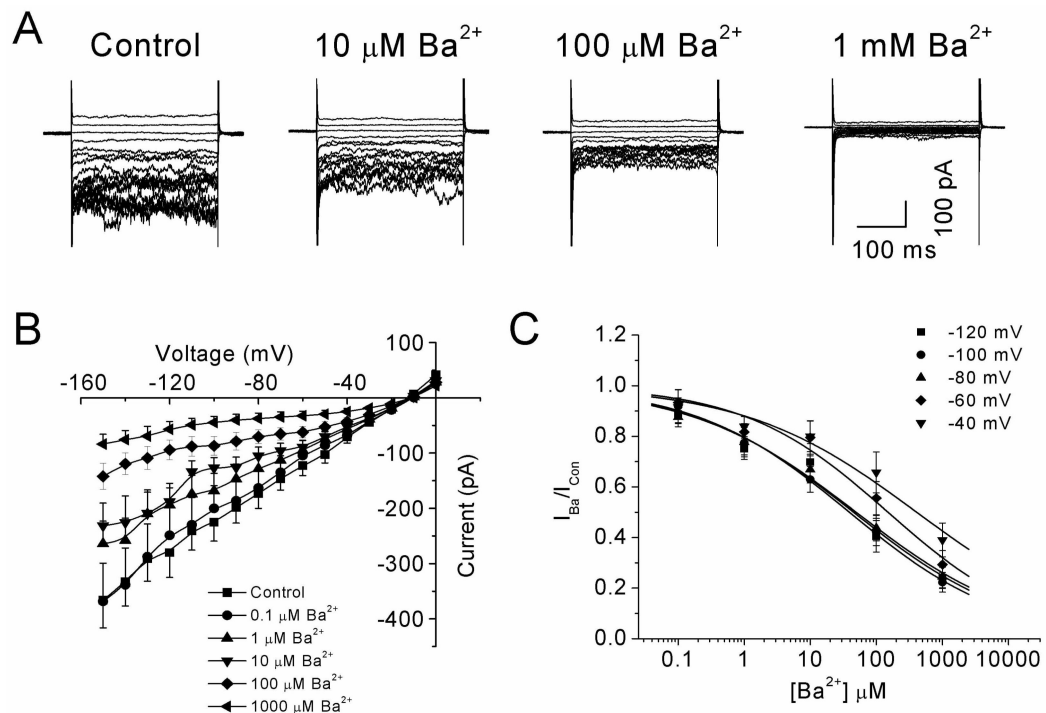 A
Control
10 μM Ba²⁺
100 μM Ba²⁺
1 mM Ba²⁺
100 pA
100 ms
B
Voltage (mV)
-160
-120
-80
-40
100
-100
-200
-300
-400
Current (pA)
Control
0.1 μM Ba²⁺
1 μM Ba²⁺
10 μM Ba²⁺
100 μM Ba²⁺
1000 μM Ba²⁺
C
1.2
1.0
0.8
0.6
0.4
0.2
0.0
I_Ba/I_Con
-120 mV
-100 mV
-80 mV
-60 mV
-40 mV
0.1
1
10
100
1000
10000
[Ba²⁺] μM